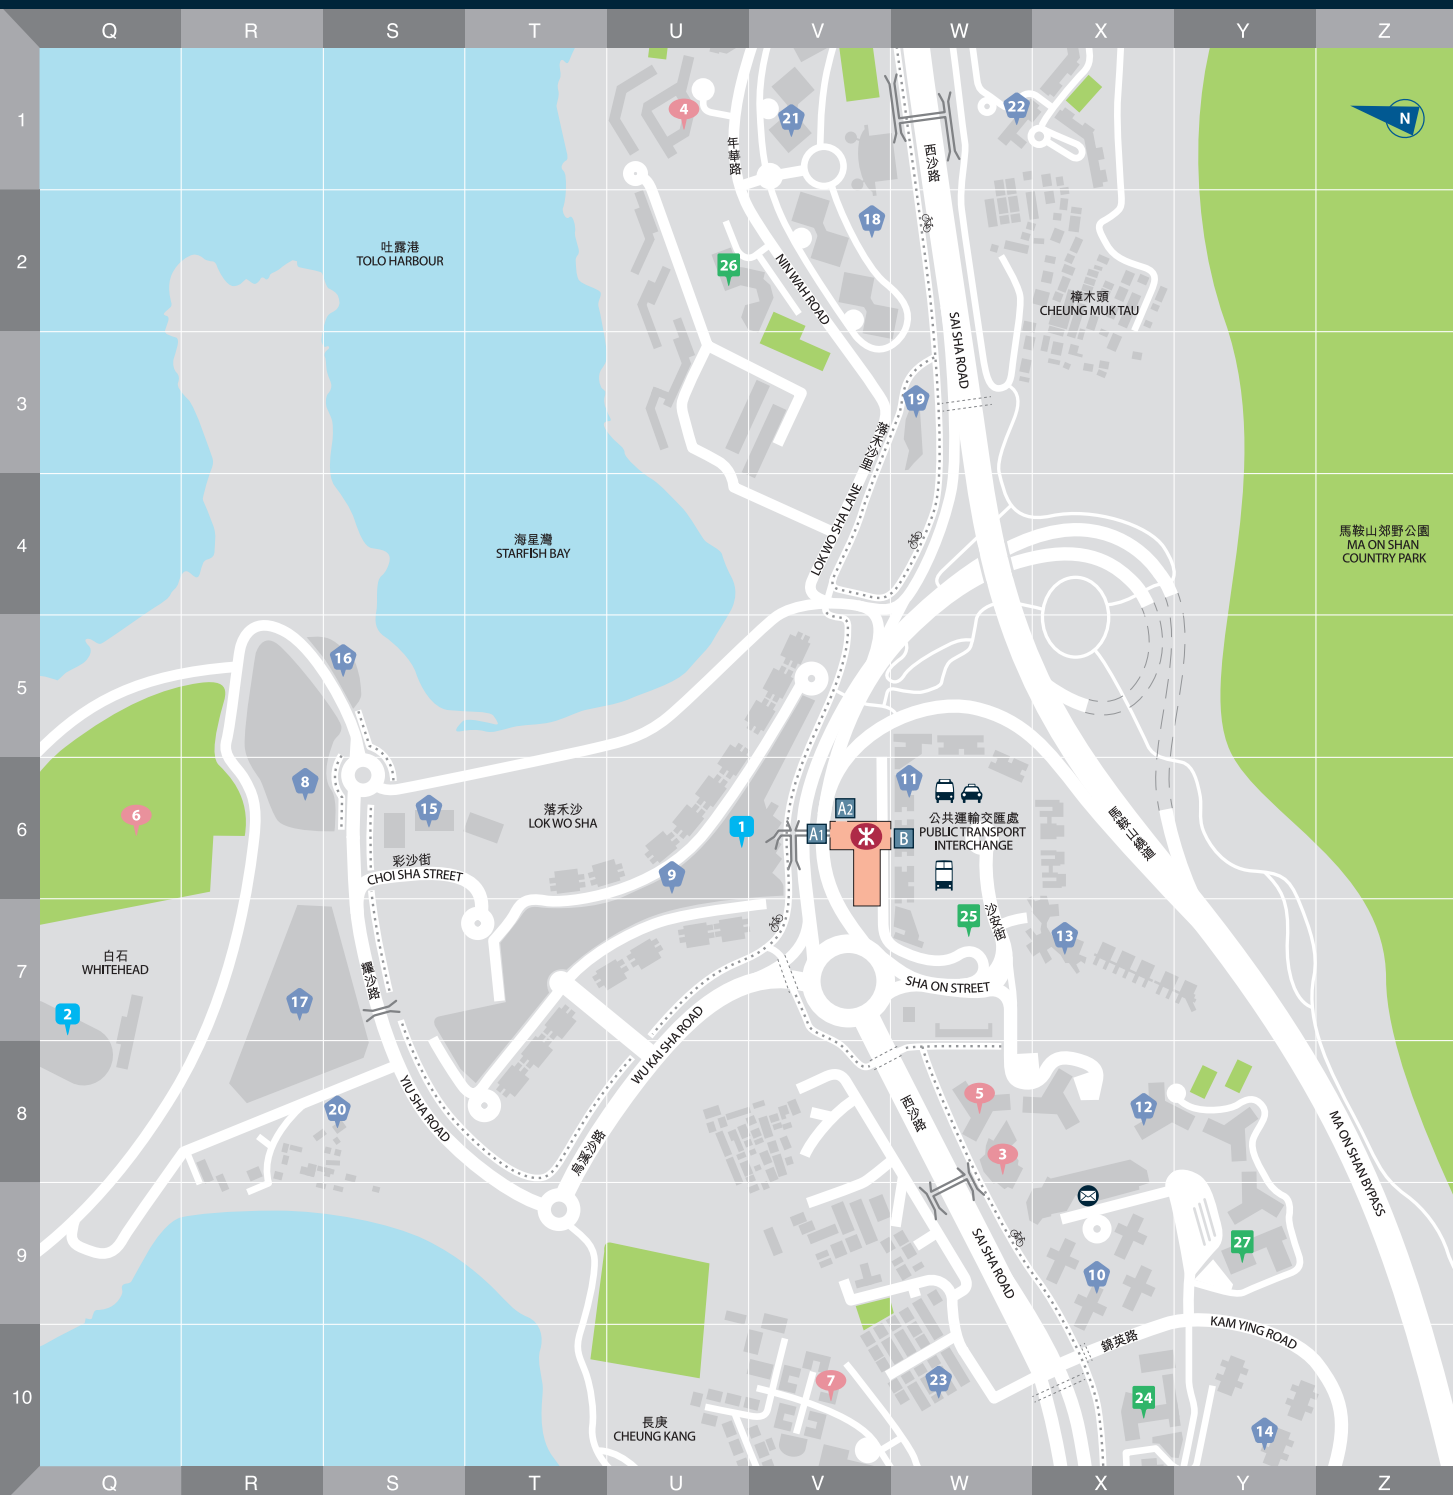 Q R S T U V W X Y Z
1
4
21
22
N
年華路
西沙路
2
吐露港
TOLO HARBOUR
18
26
NIN WAH ROAD
樟木頭
CHEUNG MUK TAU
SAI SHA ROAD
3
19
落禾沙里
LOK WO SHA LANE
4
海星灣
STARFISH BAY
馬鞍山郊野公園
MA ON SHAN
COUNTRY PARK
5
16
6
8
15
6
落禾沙
LOK WO SHA
1
A2
A1
B
11
公共運輸交匯處
PUBLIC TRANSPORT
INTERCHANGE
馬鞍山繞道
彩沙街
CHOI SHA STREET
9
7
白石
WHITEHEAD
25
沙安街
13
耀沙路
2
17
SHA ON STREET
WU KAI SHA ROAD
8
20
YIU SHA ROAD
烏溪沙路
西沙路
5
3
12
MA ON SHAN BYPASS
9
SAI SHA ROAD
10
27
10
錦英路
KAM YING ROAD
7
23
24
14
長庚
CHEUNG KANG
Q R S T U V W X Y Z